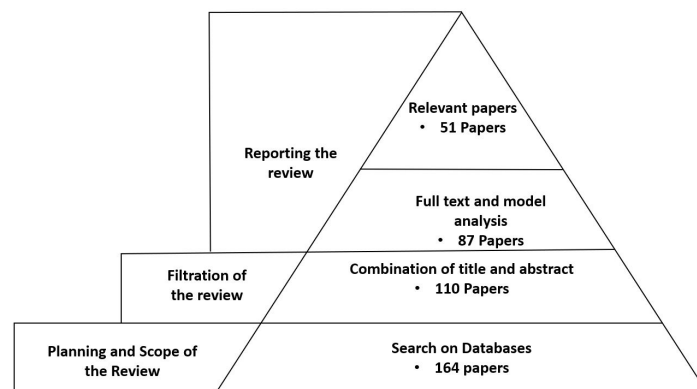 Relevant papers
• 51 Papers
Reporting the
review
Full text and model
analysis
• 87 Papers
Filtration of
the review
Combination of title and abstract
• 110 Papers
Planning and Scope of
the Review
Search on Databases
• 164 papers